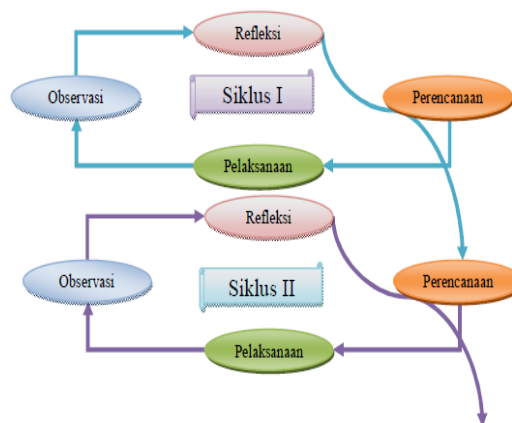 Refleksi
Observasi
Siklus I
Perencanaan
Pelaksanaan
Refleksi
Observasi
Siklus II
Perencanaan
Pelaksanaan